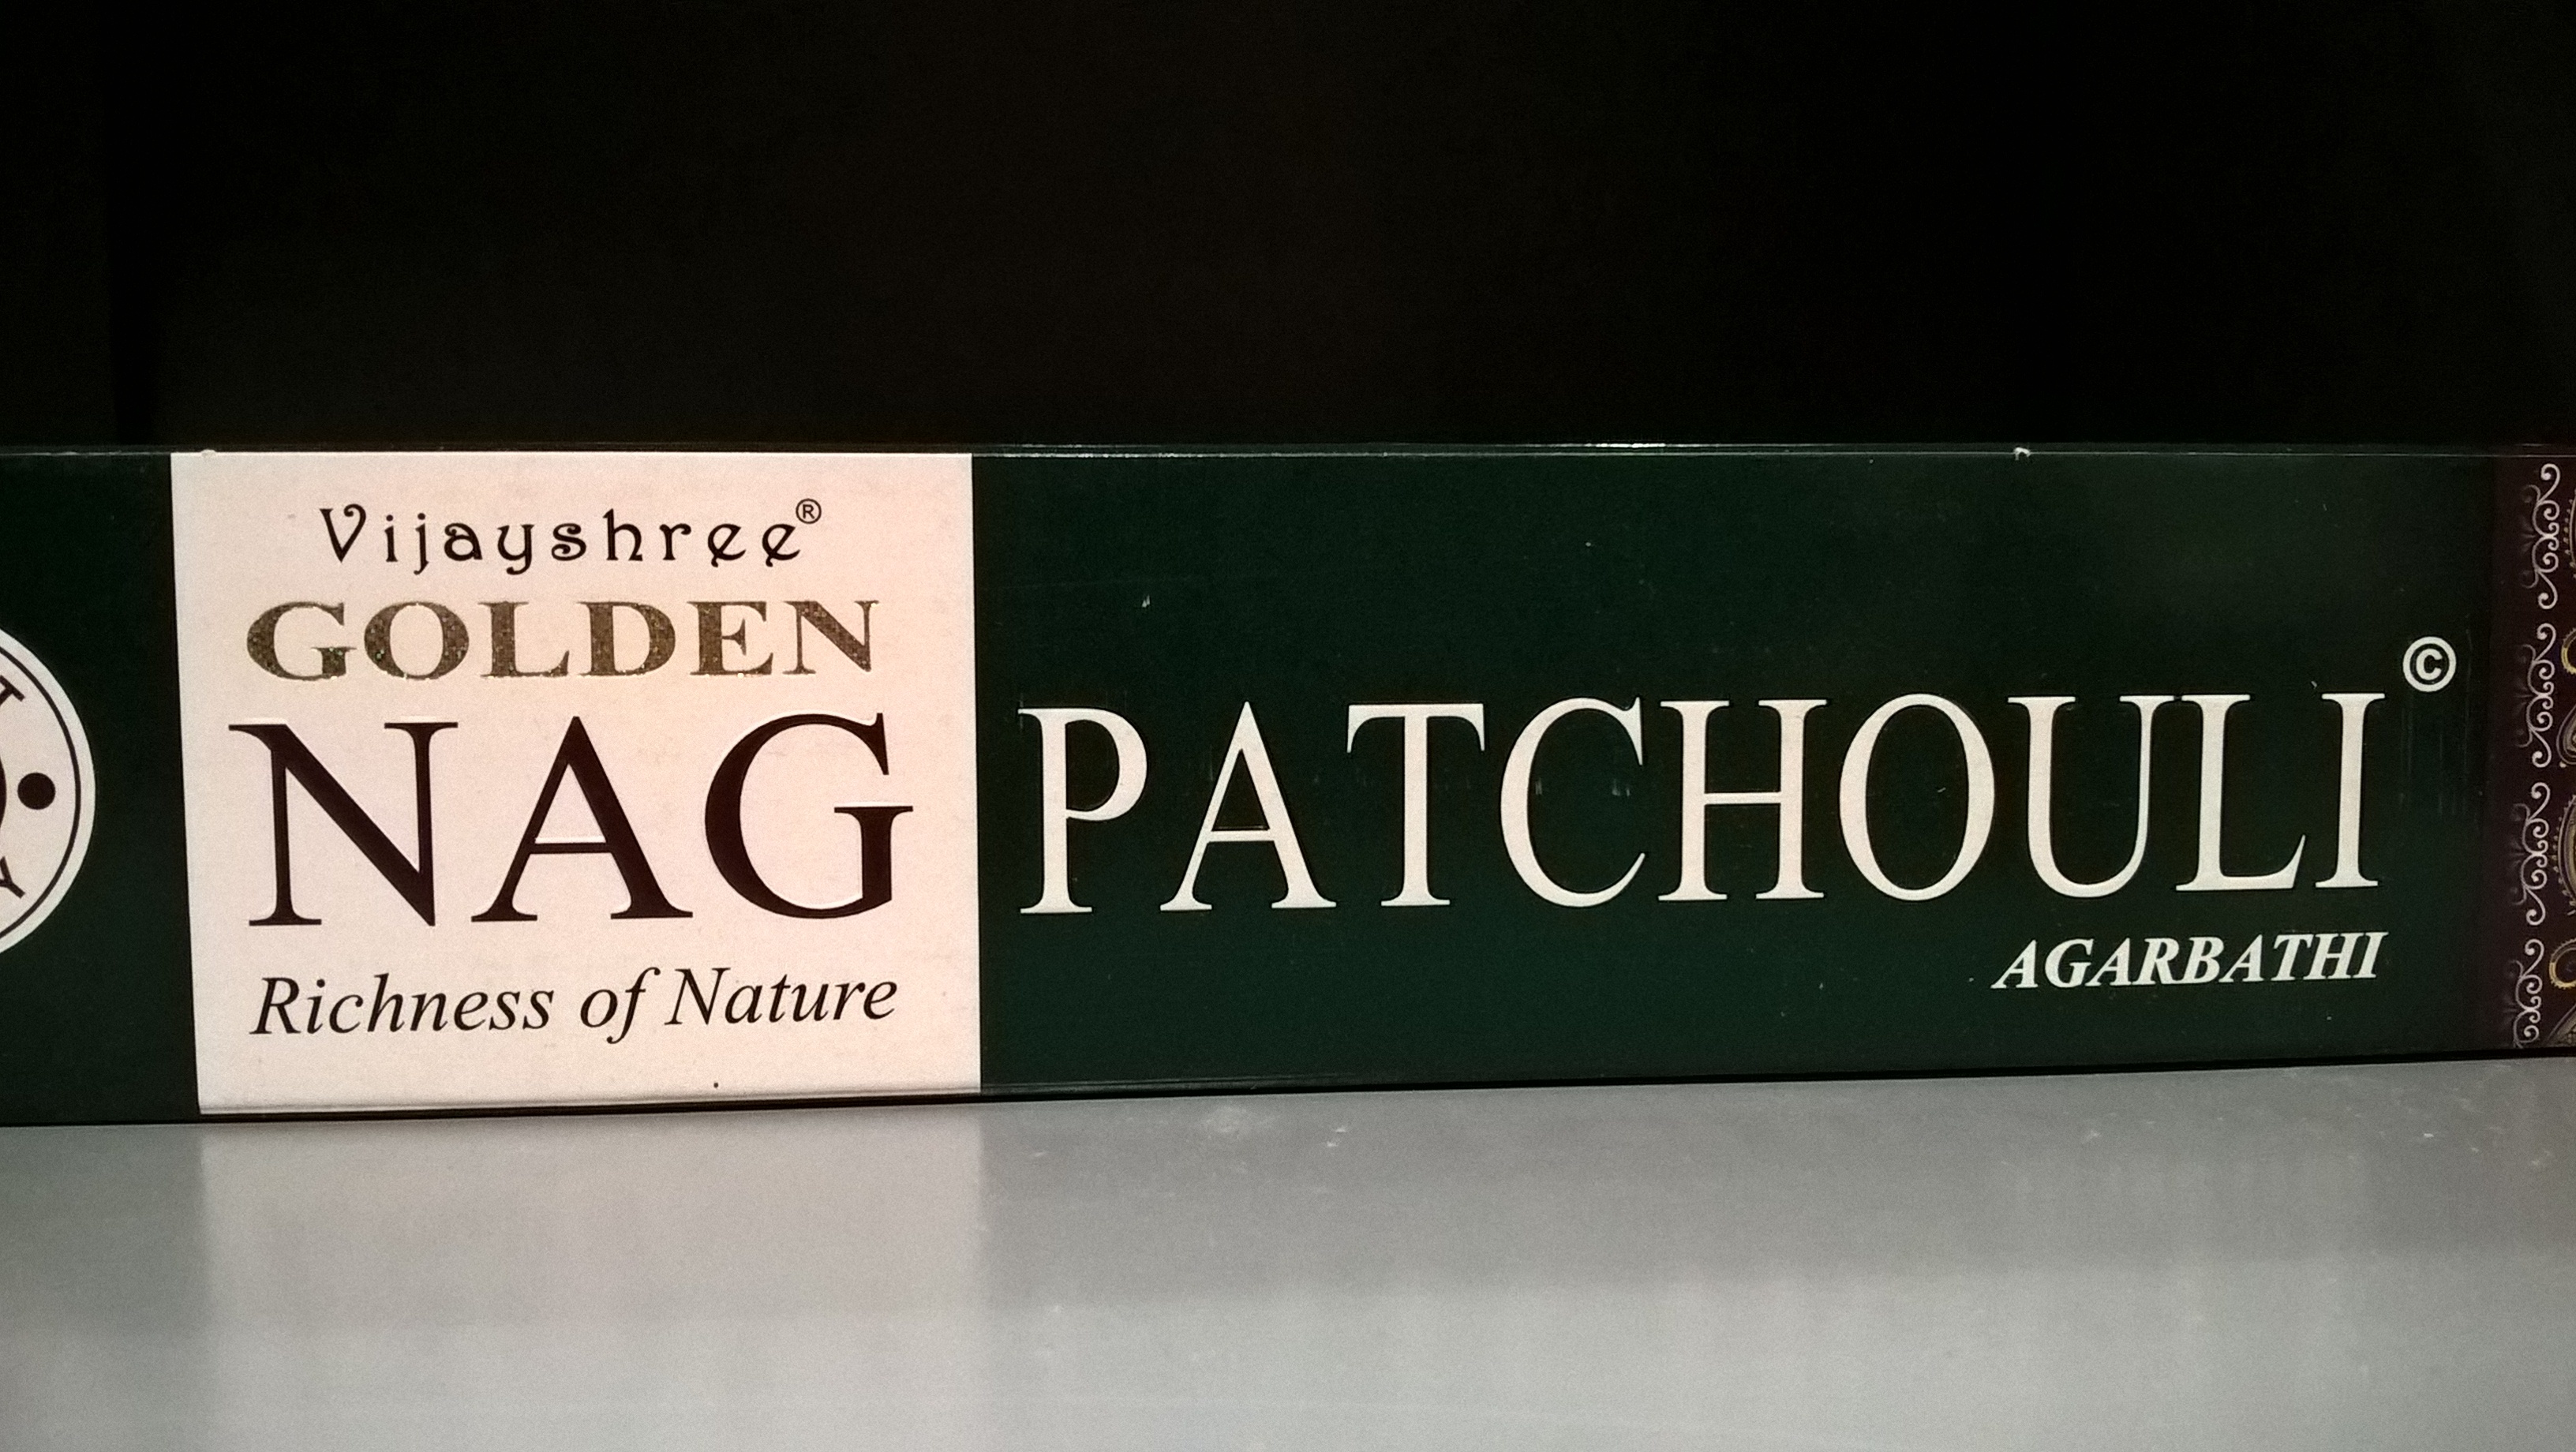 Vijayshree®
GOLDEN
NAG
Richness of Nature
PATCHOULI©
AGARBATHI